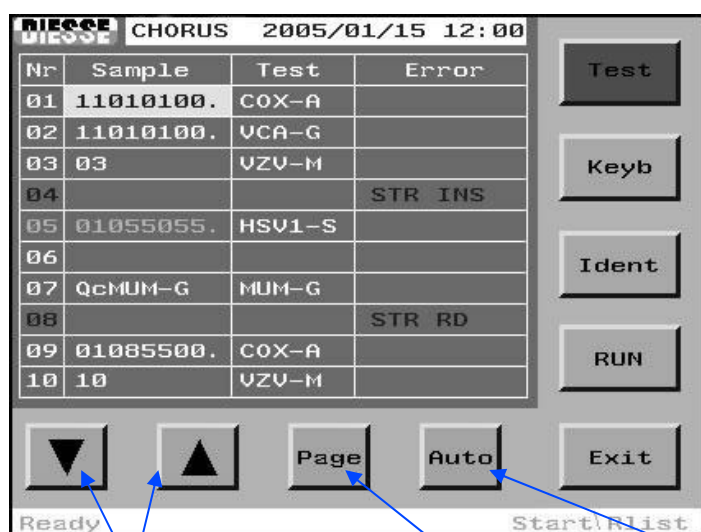 DIESSE CHORUS 2005/01/15 12:00
Nr Sample Test Error
01 11010100. COX-A
02 11010100. VCA-G
03 03 VZV-M
04 STR INS
05 01055055. HSV1-S
06
07 QcMUM-G MUM-G
08 STR RD
09 01085500. COX-A
10 10 VZV-M
Test
Keyb
Ident
RUN
▼ ▲ Page Auto Exit
Ready Start\Rlist